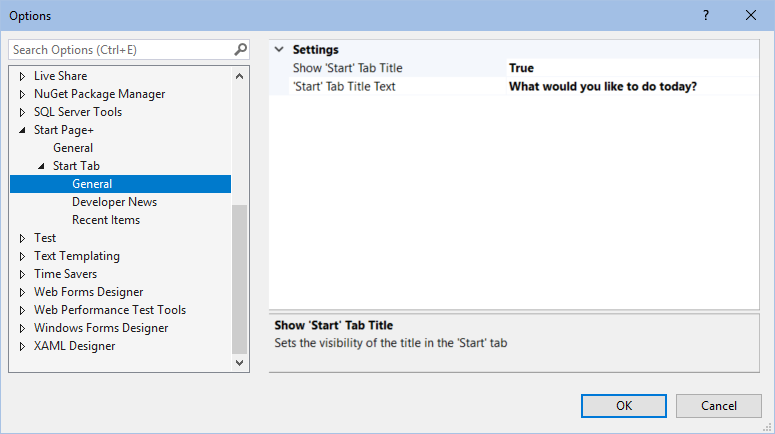 Options
?
Search Options (Ctrl+E)
Live Share
NuGet Package Manager
SQL Server Tools
Start Page+
General
Start Tab
General
Developer News
Recent Items
Test
Text Templating
Time Savers
Web Forms Designer
Web Performance Test Tools
Windows Forms Designer
XAML Designer
Settings
Show 'Start' Tab Title True
'Start' Tab Title Text What would you like to do today?
Show 'Start' Tab Title
Sets the visibility of the title in the 'Start' tab
OK Cancel